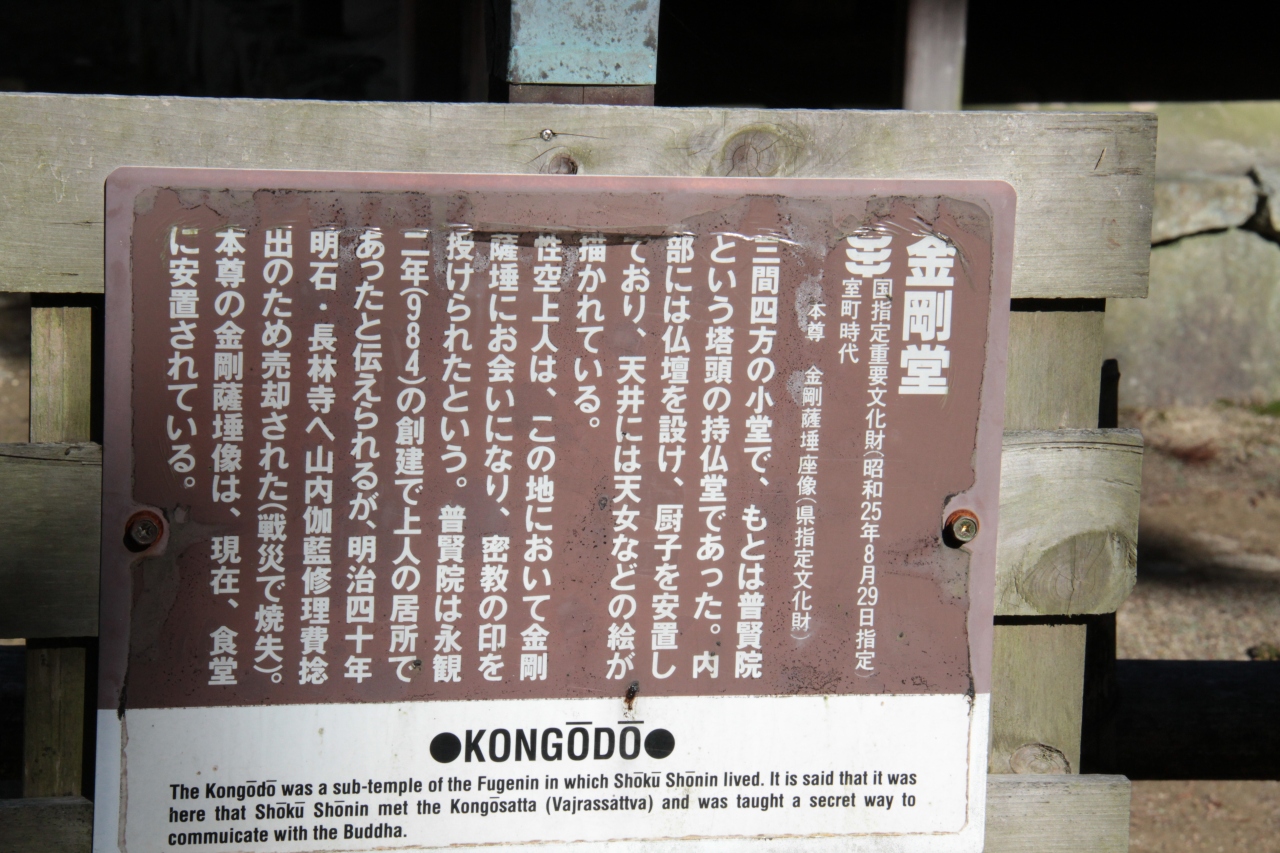 金剛堂
国指定重要文化財(昭和25年8月29日指定)
室町時代
本尊 金剛薩埵座像(県指定文化財)
三間四方の小堂で、もとは普賢院
という塔頭の持仏堂であった。内
部には仏壇を設け、厨子を安置し
ており、天井には天女などの絵が
描かれている。
性空上人は、この地において金剛
薩埵にお会いになり、密教の印を
授けられたという。普賢院は永観
二年(984)の創建で上人の居所で
あったと伝えられるが、明治四十年
明石・長林寺へ山内伽藍修理費捻
出のため売却された(戦災で焼失)。
本尊の金剛薩埵像は、現在、食堂
に安置されている。
●KONGŌDŌ●
The Kongōdō was a sub-temple of the Fugenin in which Shōkū Shōnin lived. It is said that it was
here that Shōkū Shōnin met the Kongōsatta (Vajrassattva) and was taught a secret way to
commuicate with the Buddha.